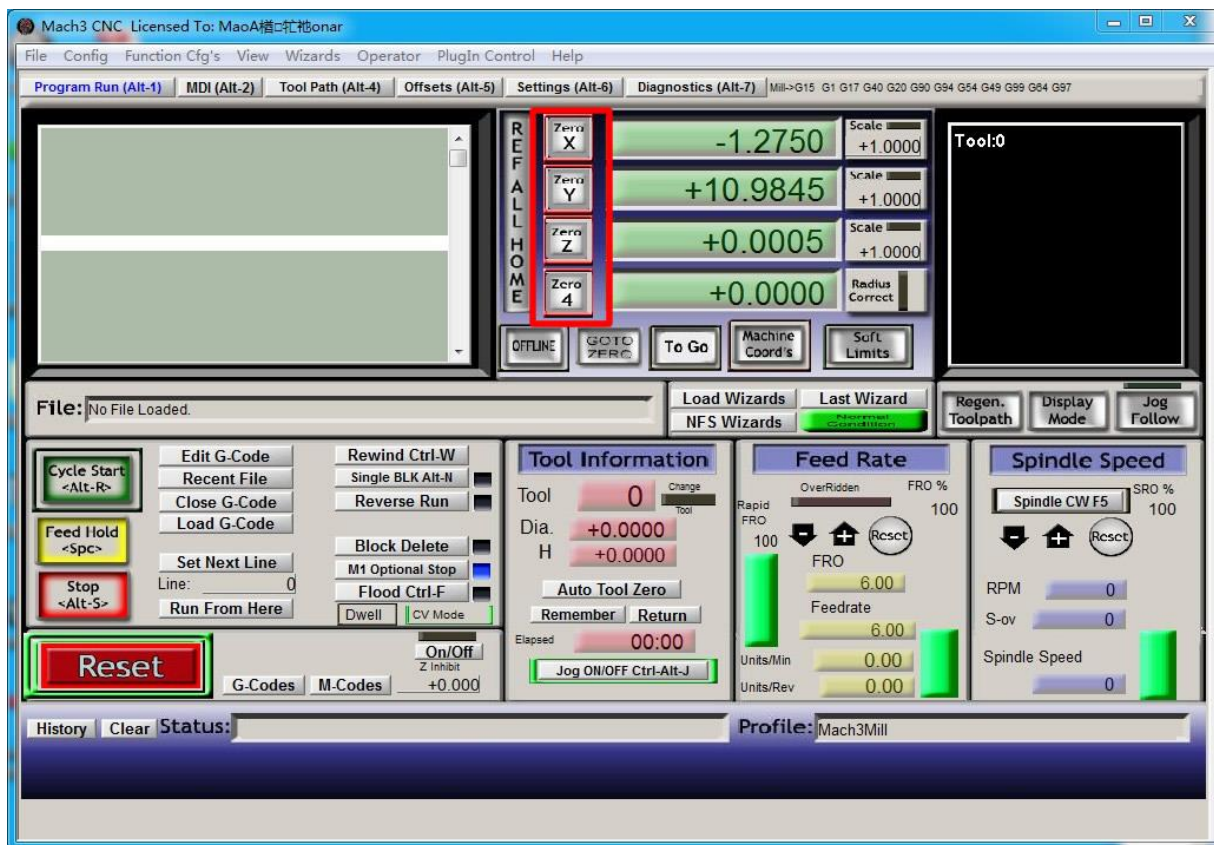 Mach3 CNC Licensed To: MaoA楿□牤祂onar
File Config Function Cfg's View Wizards Operator PlugIn Control Help
Program Run (Alt-1) MDI (Alt-2) Tool Path (Alt-4) Offsets (Alt-5) Settings (Alt-6) Diagnostics (Alt-7) Mill->G15 G1 G17 G40 G20 G90 G94 G54 G49 G99 G64 G97
REF ALL HOME
Zero X -1.2750 Scale +1.0000
Zero Y +10.9845 Scale +1.0000
Zero Z +0.0005 Scale +1.0000
Zero 4 +0.0000 Radius Correct
OFFLINE GOTO ZERO To Go Machine Coord's Soft Limits
Tool:0
File: No File Loaded.
Load Wizards Last Wizard
NFS Wizards Normal Condition
Regen. Toolpath Display Mode Jog Follow
Cycle Start <Alt-R>
Feed Hold <Spc>
Stop <Alt-S>
Edit G-Code
Recent File
Close G-Code
Load G-Code
Set Next Line
Line: 0
Run From Here
Rewind Ctrl-W
Single BLK Alt-N
Reverse Run
Block Delete
M1 Optional Stop
Flood Ctrl-F
Dwell CV Mode
Reset
G-Codes M-Codes
On/Off
Z Inhibit
+0.000
Tool Information
Tool 0 Change Tool
Dia. +0.0000
H +0.0000
Auto Tool Zero
Remember Return
Elapsed 00:00
Jog ON/OFF Ctrl-Alt-J
Feed Rate
OverRidden FRO %
100
Rapid FRO
100
Reset
FRO
6.00
Feedrate
6.00
Units/Min 0.00
Units/Rev 0.00
Spindle Speed
Spindle CW F5 SRO %
100
Reset
RPM 0
S-ov 0
Spindle Speed
0
History Clear Status:
Profile: Mach3Mill